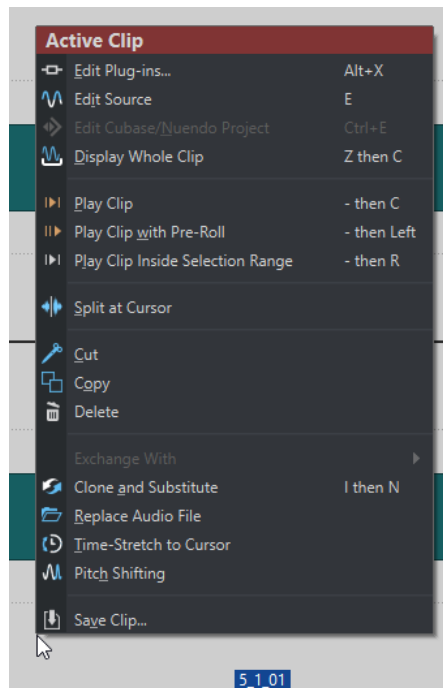 Active Clip
Edit Plug-ins... Alt+X
Edit Source E
Edit Cubase/Nuendo Project Ctrl+E
Display Whole Clip Z then C
Play Clip - then C
Play Clip with Pre-Roll - then Left
Play Clip Inside Selection Range - then R
Split at Cursor
Cut
Copy
Delete
Exchange With
Clone and Substitute I then N
Replace Audio File
Time-Stretch to Cursor
Pitch Shifting
Save Clip...
5_1_01